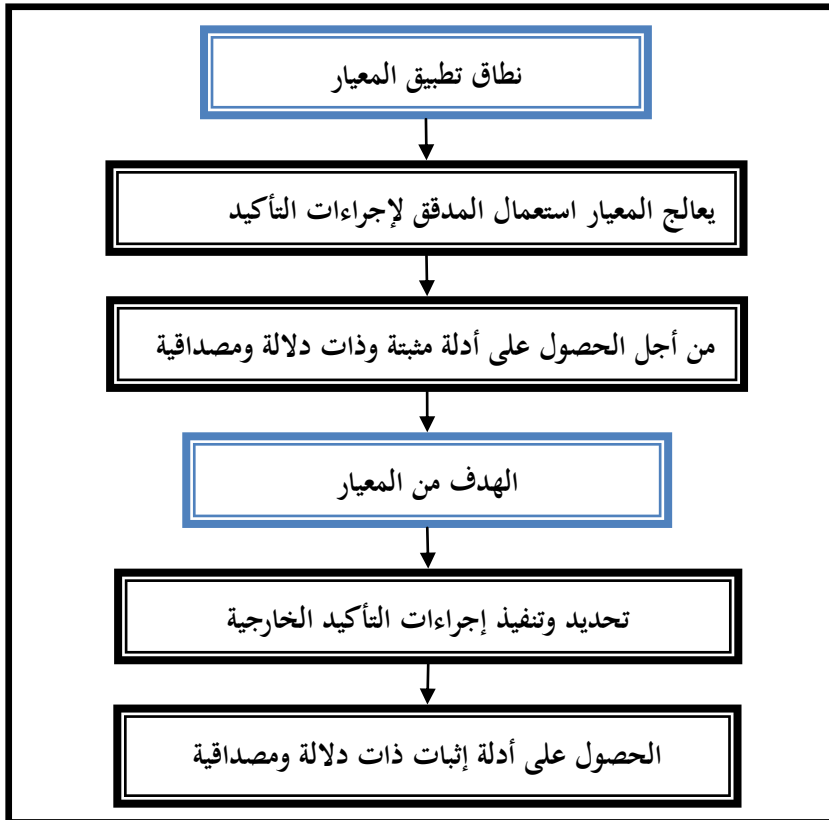 نطاق تطبيق المعيار
يعالج المعيار استعمال المدقق لإجراءات التأكيد
من أجل الحصول على أدلة مثبتة وذات دلالة ومصداقية
الهدف من المعيار
تحديد وتنفيذ إجراءات التأكيد الخارجية
الحصول على أدلة إثبات ذات دلالة ومصداقية